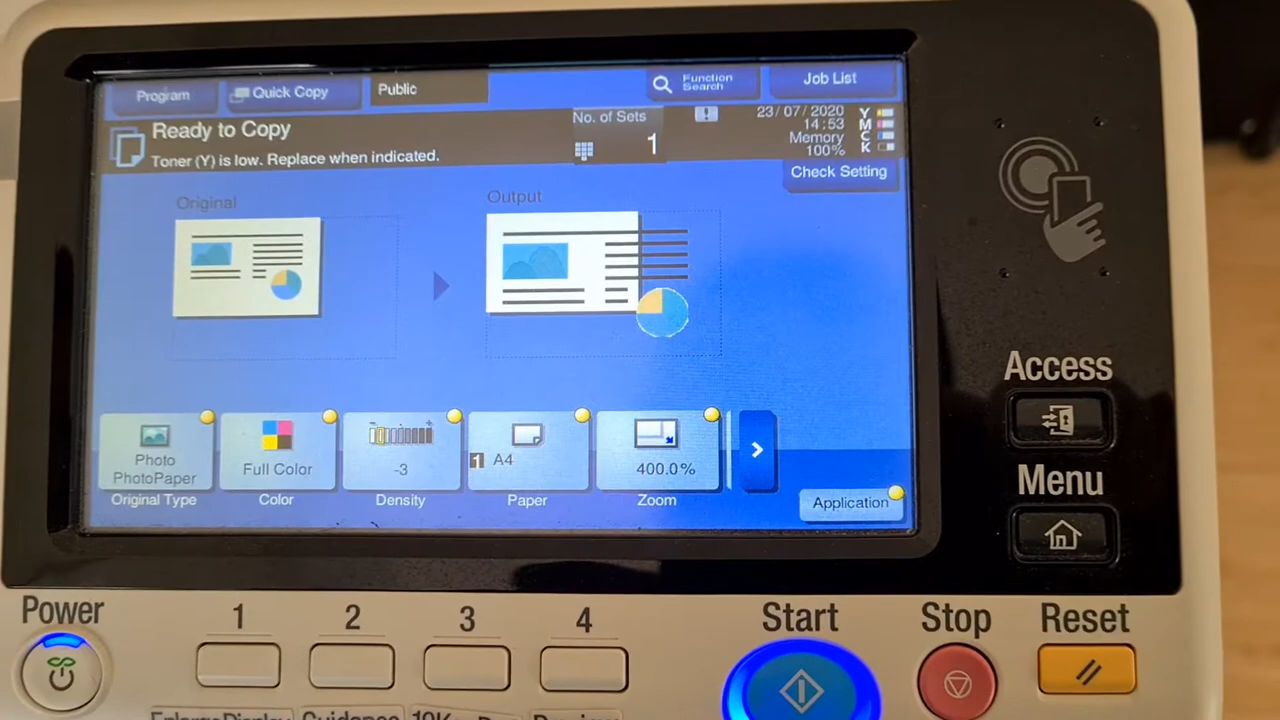 Program
Quick Copy
Public
Function
Search
Job List
Ready to Copy
Toner (Y) is low. Replace when indicated.
No. of Sets
1
23/07/2020
14:53
Memory
100%
Y
M
C
K
Check Setting
Original
Output
Photo
PhotoPaper
Original Type
Full Color
Color
-3
Density
1 A4
Paper
400.0%
Zoom
Application
Access
Menu
Power
1
2
3
4
Start
Stop
Reset
EnlargeDisplay
Guidance